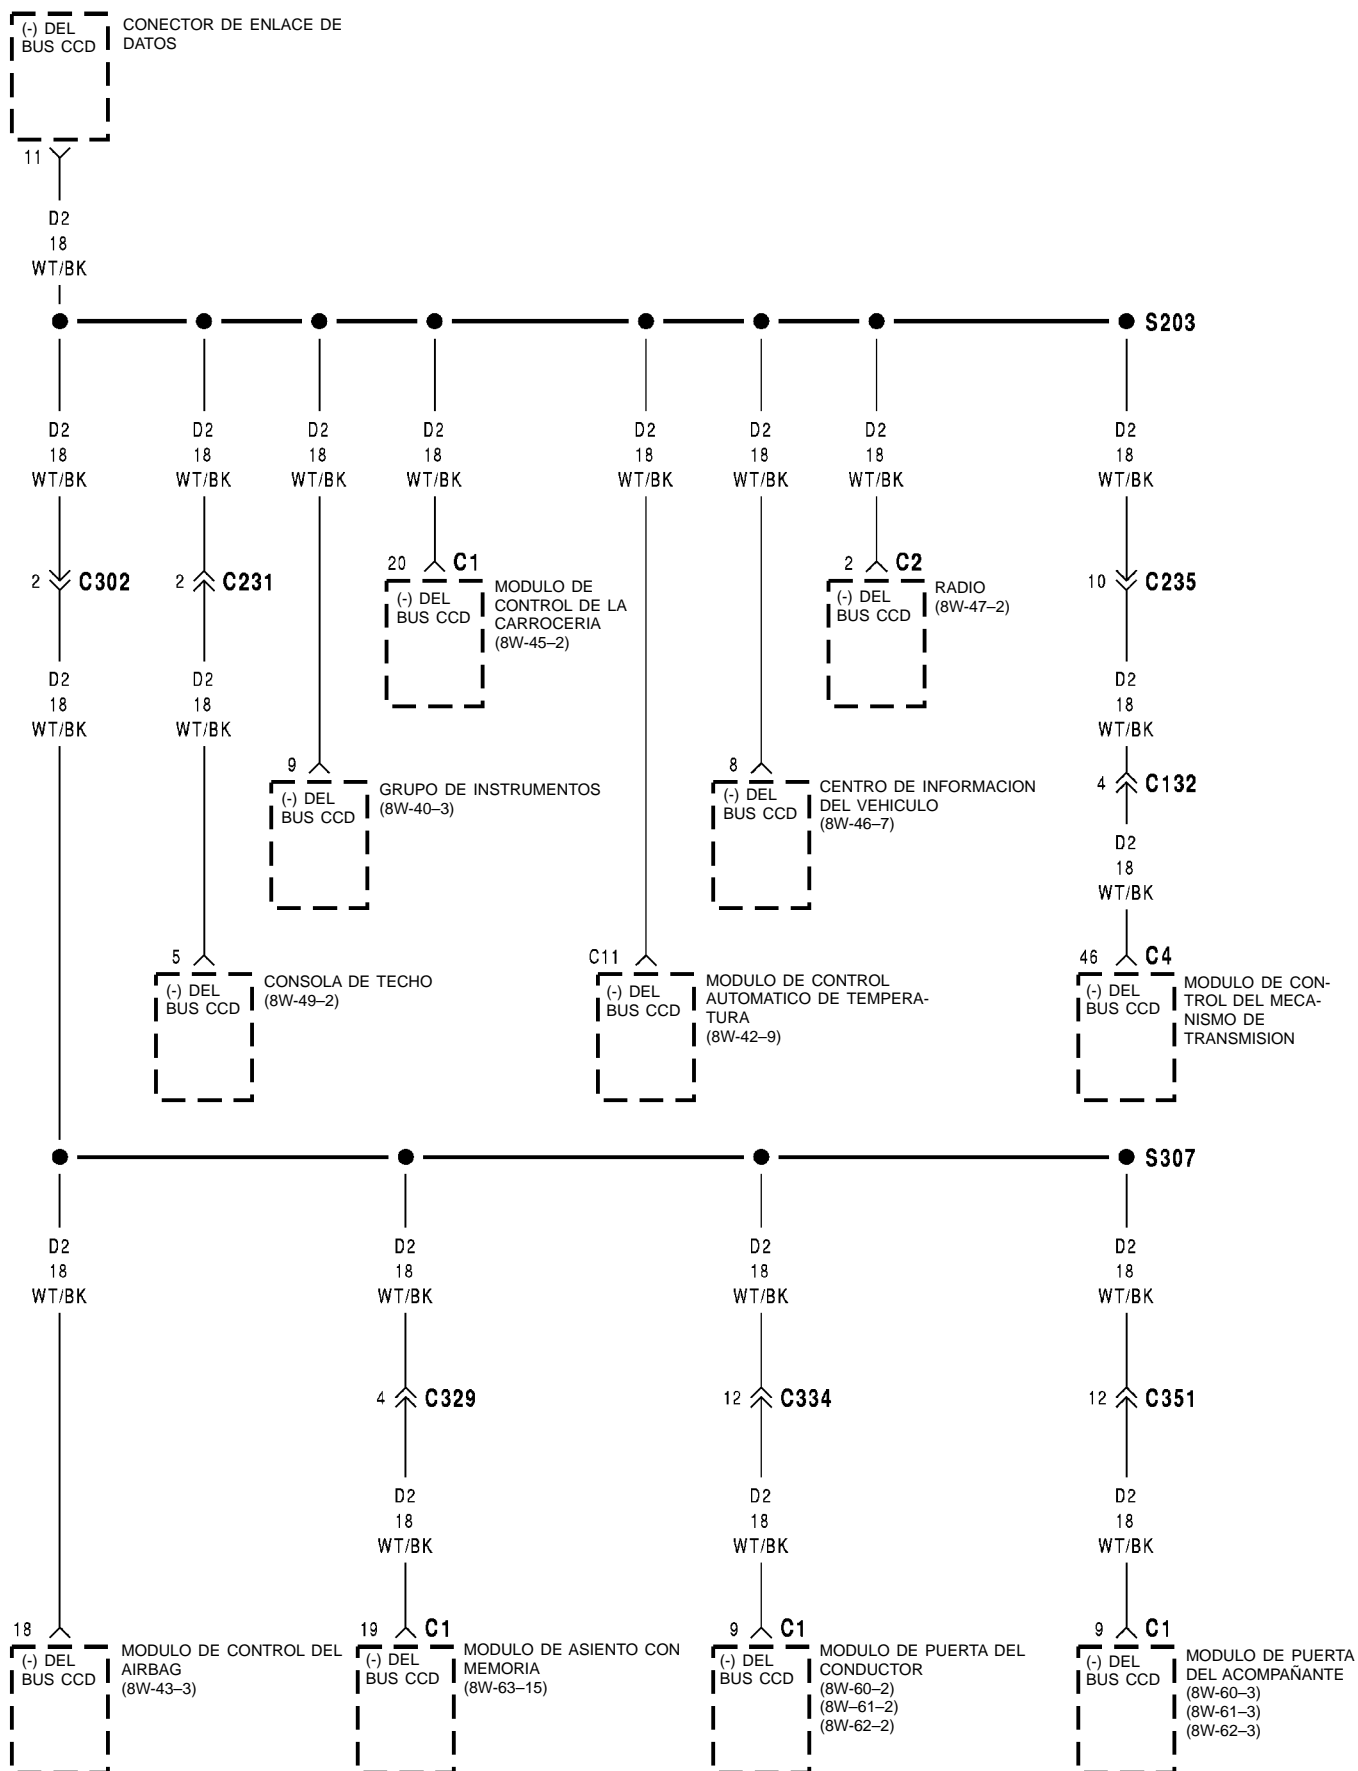 (-) DEL
BUS CCD
CONECTOR DE ENLACE DE
DATOS
11
D2
18
WT/BK
S203
D2
18
WT/BK
D2
18
WT/BK
D2
18
WT/BK
D2
18
WT/BK
D2
18
WT/BK
D2
18
WT/BK
D2
18
WT/BK
D2
18
WT/BK
2 C302
2 C231
20 C1
(-) DEL
BUS CCD
MODULO DE
CONTROL DE LA
CARROCERIA
(8W-45–2)
2 C2
(-) DEL
BUS CCD
RADIO
(8W-47–2)
10 C235
D2
18
WT/BK
D2
18
WT/BK
D2
18
WT/BK
9
(-) DEL
BUS CCD
GRUPO DE INSTRUMENTOS
(8W-40–3)
8
(-) DEL
BUS CCD
CENTRO DE INFORMACION
DEL VEHICULO
(8W-46–7)
4 C132
D2
18
WT/BK
5
(-) DEL
BUS CCD
CONSOLA DE TECHO
(8W-49–2)
C11
(-) DEL
BUS CCD
MODULO DE CONTROL
AUTOMATICO DE TEMPERA-
TURA
(8W-42–9)
46 C4
(-) DEL
BUS CCD
MODULO DE CON-
TROL DEL MECA-
NISMO DE
TRANSMISION
S307
D2
18
WT/BK
D2
18
WT/BK
D2
18
WT/BK
D2
18
WT/BK
4 C329
12 C334
12 C351
D2
18
WT/BK
D2
18
WT/BK
D2
18
WT/BK
18
(-) DEL
BUS CCD
MODULO DE CONTROL DEL
AIRBAG
(8W-43–3)
19 C1
(-) DEL
BUS CCD
MODULO DE ASIENTO CON
MEMORIA
(8W-63–15)
9 C1
(-) DEL
BUS CCD
MODULO DE PUERTA DEL
CONDUCTOR
(8W-60–2)
(8W–61–2)
(8W-62–2)
9 C1
(-) DEL
BUS CCD
MODULO DE PUERTA
DEL ACOMPAÑANTE
(8W-60–3)
(8W-61–3)
(8W-62–3)